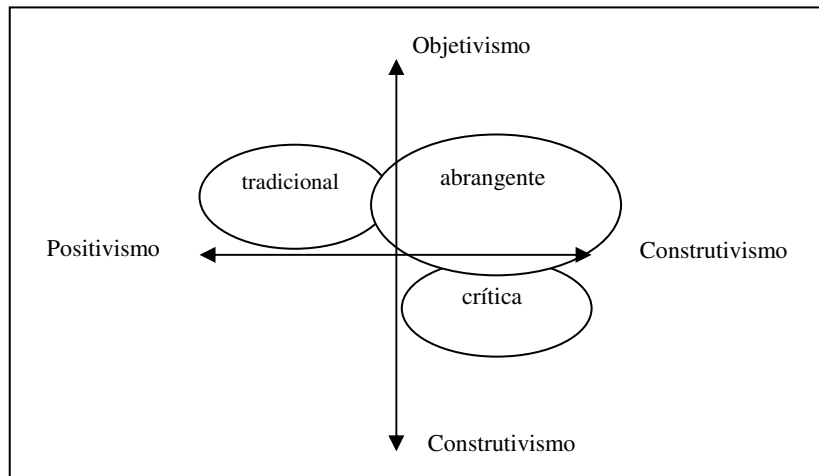 Objetivismo
tradicional
abrangente
Positivismo
Construtivismo
crítica
Construtivismo